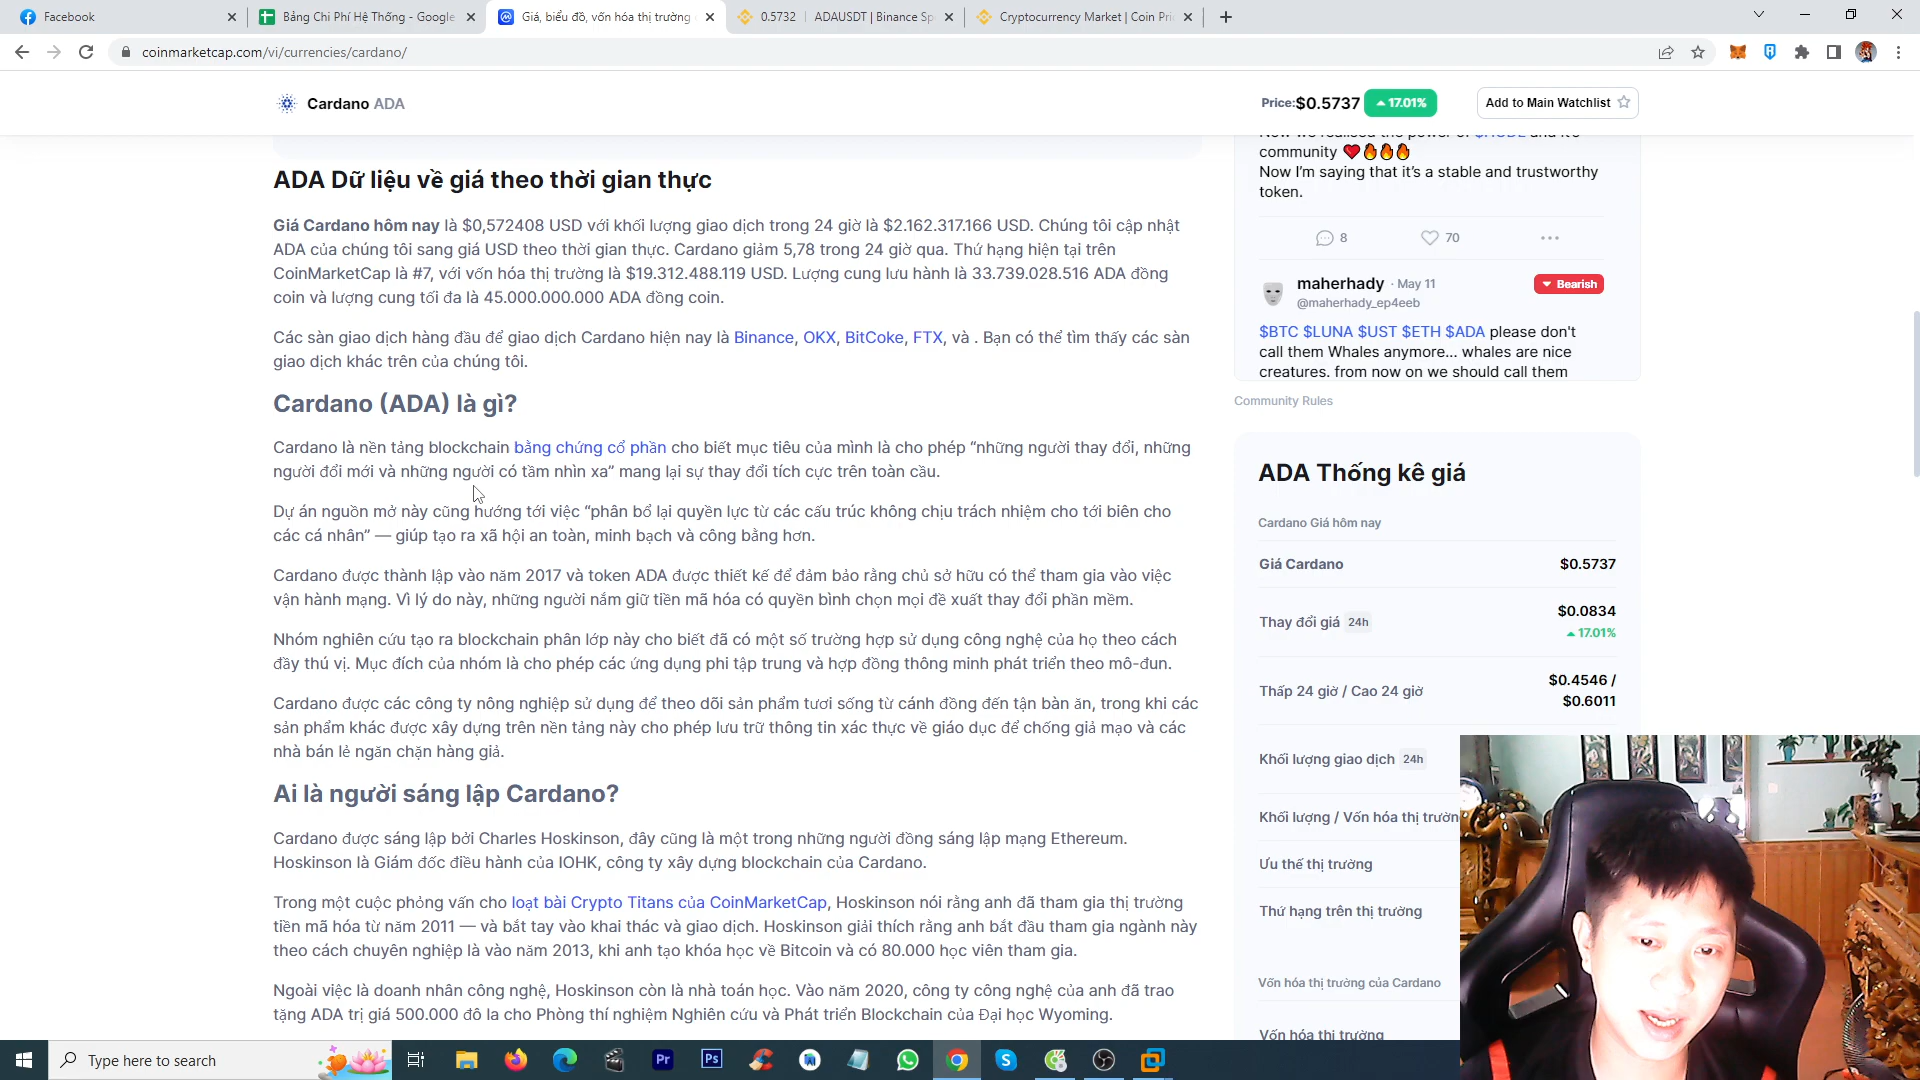 Facebook
Bảng Chi Phí Hệ Thống - Google
Giá, biểu đồ, vốn hóa thị trường
0.5732 | ADAUSDT | Binance Sp
Cryptocurrency Market | Coin Pri
coinmarketcap.com/vi/currencies/cardano/
Cardano ADA
Price:$0.5737
17.01%
Add to Main Watchlist
ADA Dữ liệu về giá theo thời gian thực
Giá Cardano hôm nay là $0,572408 USD với khối lượng giao dịch trong 24 giờ là $2.162.317.166 USD. Chúng tôi cập nhật
ADA của chúng tôi sang giá USD theo thời gian thực. Cardano giảm 5,78 trong 24 giờ qua. Thứ hạng hiện tại trên
CoinMarketCap là #7, với vốn hóa thị trường là $19.312.488.119 USD. Lượng cung lưu hành là 33.739.028.516 ADA đồng
coin và lượng cung tối đa là 45.000.000.000 ADA đồng coin.
Các sàn giao dịch hàng đầu để giao dịch Cardano hiện nay là Binance, OKX, BitCoke, FTX, và . Bạn có thể tìm thấy các sàn
giao dịch khác trên của chúng tôi.
Cardano (ADA) là gì?
Cardano là nền tảng blockchain bằng chứng cổ phần cho biết mục tiêu của mình là cho phép “những người thay đổi, những
người đổi mới và những người có tầm nhìn xa” mang lại sự thay đổi tích cực trên toàn cầu.
Dự án nguồn mở này cũng hướng tới việc “phân bổ lại quyền lực từ các cấu trúc không chịu trách nhiệm cho tới biên cho
các cá nhân” — giúp tạo ra xã hội an toàn, minh bạch và công bằng hơn.
Cardano được thành lập vào năm 2017 và token ADA được thiết kế để đảm bảo rằng chủ sở hữu có thể tham gia vào việc
vận hành mạng. Vì lý do này, những người nắm giữ tiền mã hóa có quyền bình chọn mọi đề xuất thay đổi phần mềm.
Nhóm nghiên cứu tạo ra blockchain phân lớp này cho biết đã có một số trường hợp sử dụng công nghệ của họ theo cách
đầy thú vị. Mục đích của nhóm là cho phép các ứng dụng phi tập trung và hợp đồng thông minh phát triển theo mô-đun.
Cardano được các công ty nông nghiệp sử dụng để theo dõi sản phẩm tươi sống từ cánh đồng đến tận bàn ăn, trong khi các
sản phẩm khác được xây dựng trên nền tảng này cho phép lưu trữ thông tin xác thực về giáo dục để chống giả mạo và các
nhà bán lẻ ngăn chặn hàng giả.
Ai là người sáng lập Cardano?
Cardano được sáng lập bởi Charles Hoskinson, đây cũng là một trong những người đồng sáng lập mạng Ethereum.
Hoskinson là Giám đốc điều hành của IOHK, công ty xây dựng blockchain của Cardano.
Trong một cuộc phỏng vấn cho loạt bài Crypto Titans của CoinMarketCap, Hoskinson nói rằng anh đã tham gia thị trường
tiền mã hóa từ năm 2011 — và bắt tay vào khai thác và giao dịch. Hoskinson giải thích rằng anh bắt đầu tham gia ngành này
theo cách chuyên nghiệp là vào năm 2013, khi anh tạo khóa học về Bitcoin và có 80.000 học viên tham gia.
Ngoài việc là doanh nhân công nghệ, Hoskinson còn là nhà toán học. Vào năm 2020, công ty công nghệ của anh đã trao
tặng ADA trị giá 500.000 đô la cho Phòng thí nghiệm Nghiên cứu và Phát triển Blockchain của Đại học Wyoming.
Now we realised the power of and it's
community
Now I’m saying that it’s a stable and trustworthy
token.
8
70
maherhady · May 11
Bearish
@maherhady_ep4eeb
$BTC $LUNA $UST $ETH $ADA please don't
call them Whales anymore... whales are nice
creatures. from now on we should call them
Community Rules
ADA Thống kê giá
Cardano Giá hôm nay
Giá Cardano
$0.5737
Thay đổi giá 24h
$0.0834
17.01%
Thấp 24 giờ / Cao 24 giờ
$0.4546 /
$0.6011
Khối lượng giao dịch 24h
Khối lượng / Vốn hóa thị trườn
Ưu thế thị trường
Thứ hạng trên thị trường
Vốn hóa thị trường của Cardano
Vốn hóa thị trường
Type here to search
Pr
Ps